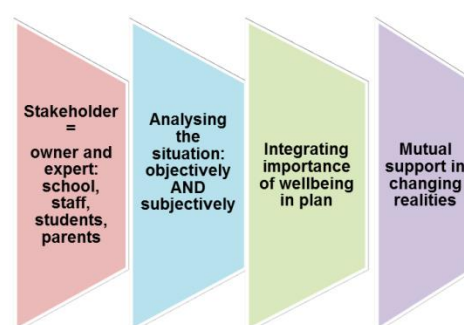 Stakeholder
=
owner and
expert:
school,
staff,
students,
parents
Analysing
the
situation:
objectively
AND
subjectively
Integrating
importance
of wellbeing
in plan
Mutual
support in
changing
realities